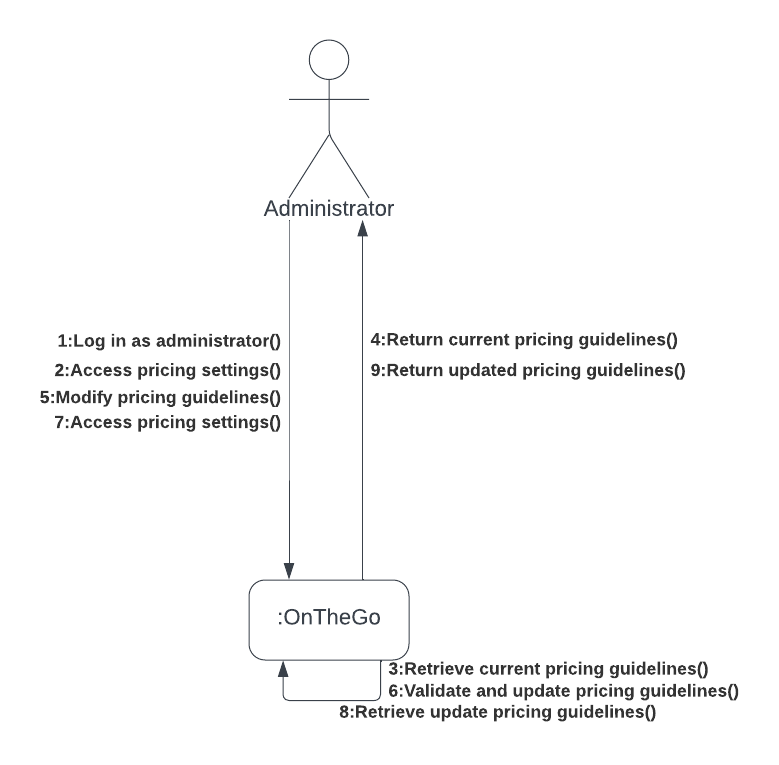 Administrator
1:Log in as administrator()
2:Access pricing settings()
5:Modify pricing guidelines()
7:Access pricing settings()
4:Return current pricing guidelines()
9:Return updated pricing guidelines()
:OnTheGo
3:Retrieve current pricing guidelines()
6:Validate and update pricing guidelines()
8:Retrieve update pricing guidelines()